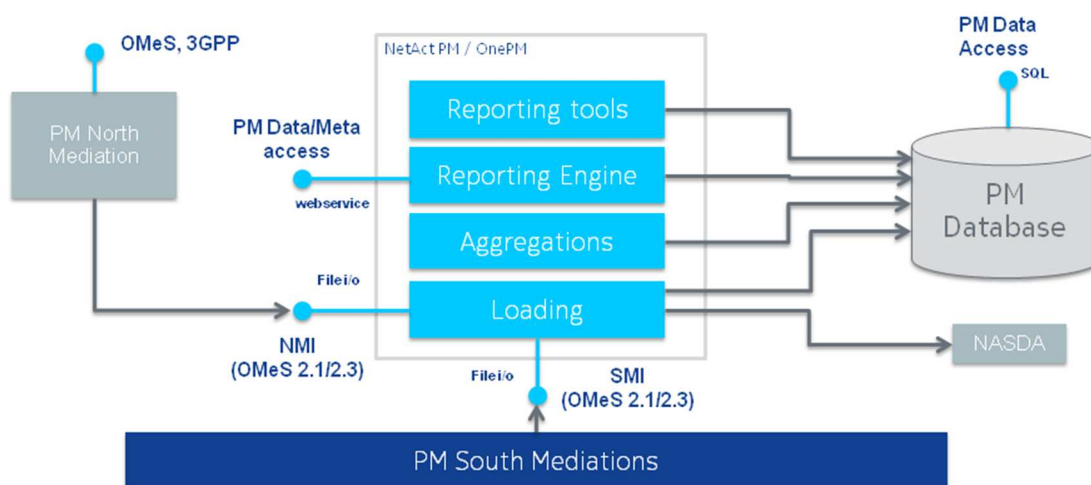 OMeS, 3GPP
PM North
Mediation
NetAct PM / OnePM
Reporting tools
Reporting Engine
Aggregations
Loading
PM Data/Meta
access
webservice
File i/o
NMI
(OMeS 2.1/2.3)
File i/o
SMI
(OMeS 2.1/2.3)
PM Data
Access
SQL
PM
Database
NASDA
PM South Mediations